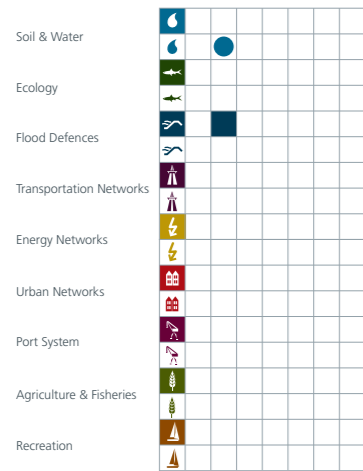 Soil & Water
Ecology
Flood Defences
Transportation Networks
Energy Networks
Urban Networks
Port System
Agriculture & Fisheries
Recreation